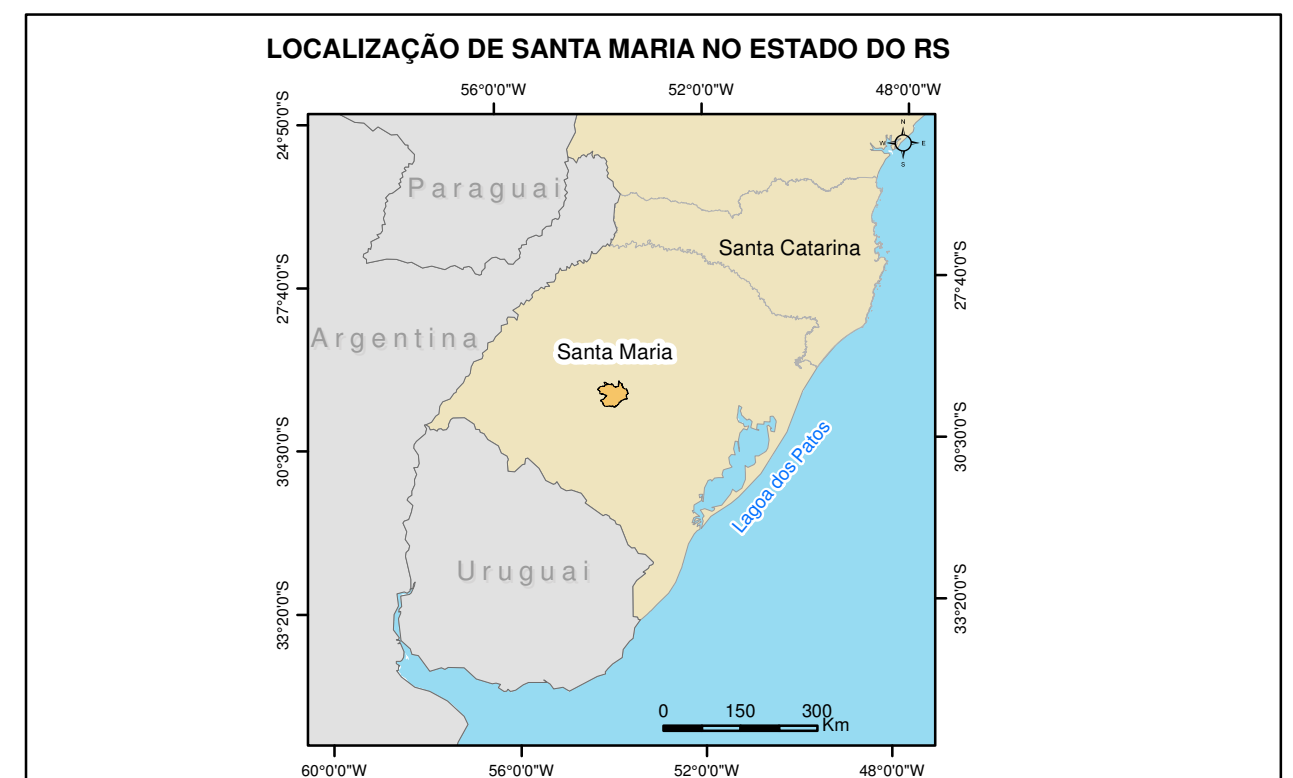 LOCALIZAÇÃO DE SANTA MARIA NO ESTADO DO RS
56°0'0"W 52°0'0"W 48°0'0"W
24°50'0"S
N
W E
S
Paraguai
Santa Catarina
27°40'0"S
27°40'0"S
Argentina
Santa Maria
30°30'0"S
30°30'0"S
Lagoa dos Patos
Uruguai
33°20'0"S
33°20'0"S
0 150 300
Km
60°0'0"W 56°0'0"W 52°0'0"W 48°0'0"W